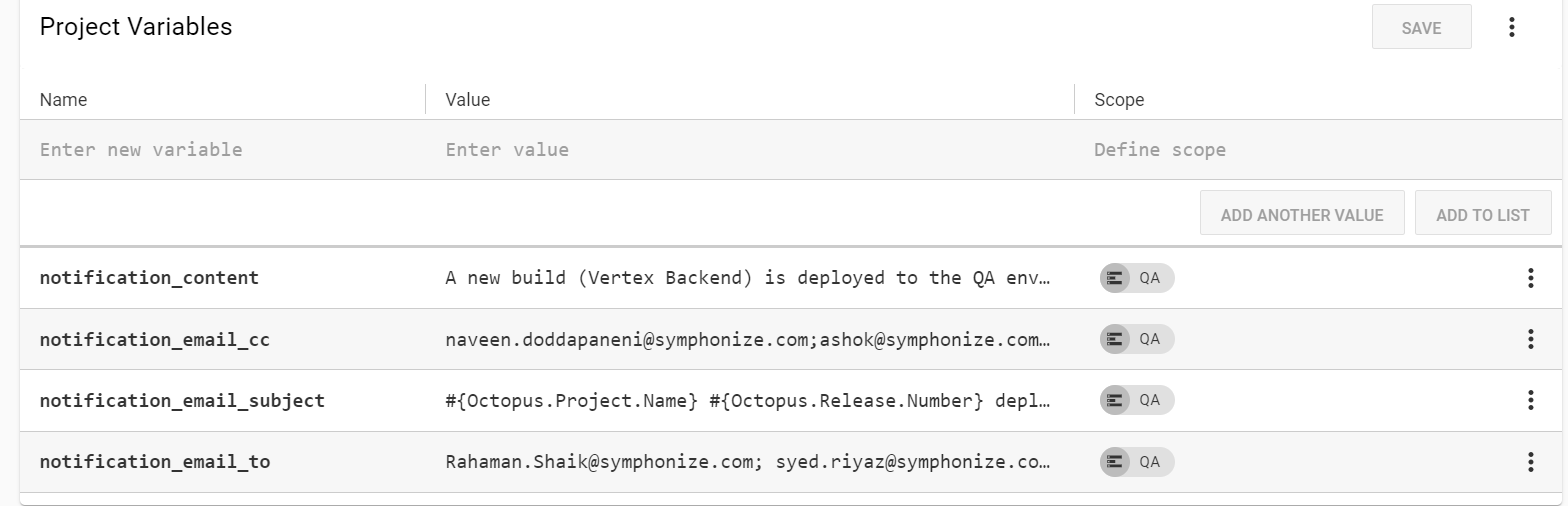 Project Variables
SAVE
Name Value Scope
Enter new variable Enter value Define scope
ADD ANOTHER VALUE ADD TO LIST
notification_content A new build (Vertex Backend) is deployed to the QA env… QA
notification_email_cc naveen.doddapaneni@symphonize.com;ashok@symphonize.com… QA
notification_email_subject #{Octopus.Project.Name} #{Octopus.Release.Number} depl… QA
notification_email_to Rahaman.Shaik@symphonize.com; syed.riyaz@symphonize.co… QA